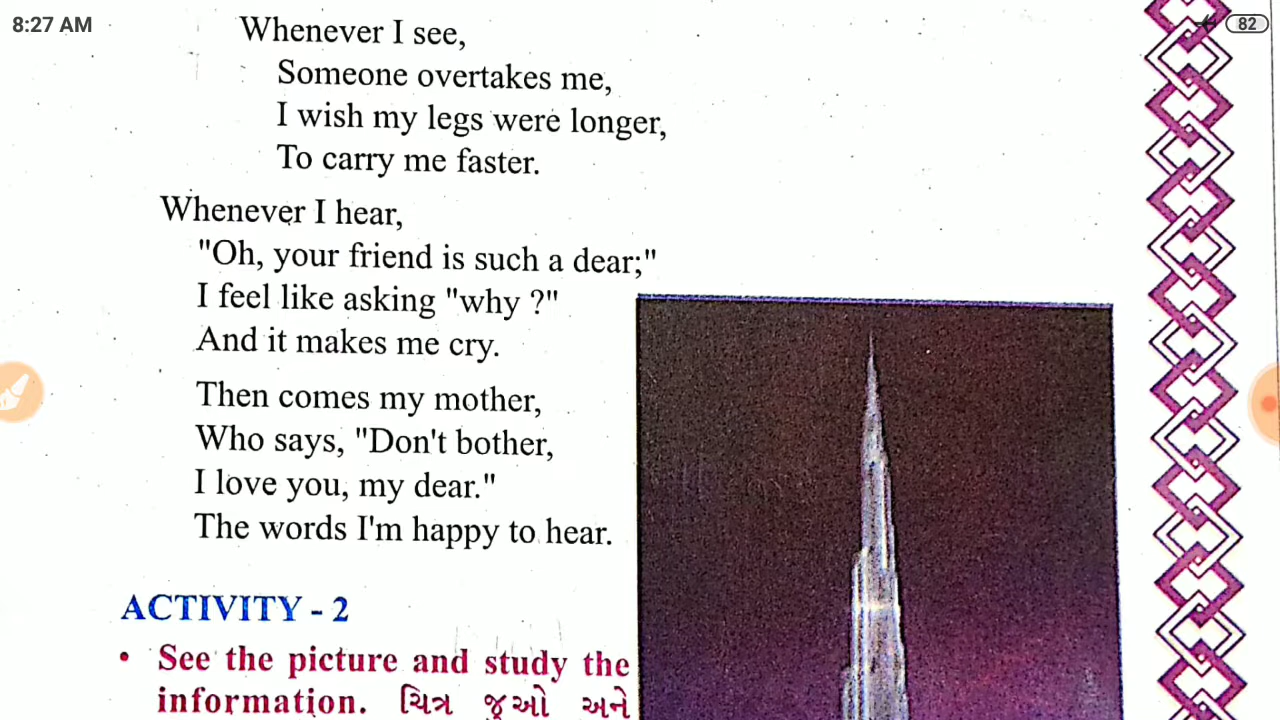 8:27 AM
82
Whenever I see,
Someone overtakes me,
I wish my legs were longer,
To carry me faster.
Whenever I hear,
"Oh, your friend is such a dear;"
I feel like asking "why ?"
And it makes me cry.
Then comes my mother,
Who says, "Don't bother,
I love you, my dear."
The words I'm happy to hear.
ACTIVITY - 2
• See the picture and study the
information. ચિત્ર જૂઓ અને